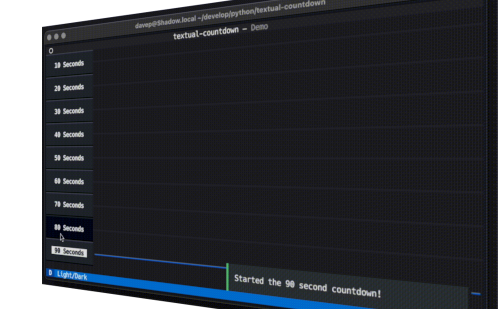 davep@Shadow.local ~/develop/python/textual-countdown
textual-countdown — Demo
10 Seconds
20 Seconds
30 Seconds
40 Seconds
50 Seconds
60 Seconds
70 Seconds
80 Seconds
90 Seconds
Started the 90 second countdown!
D Light/Dark